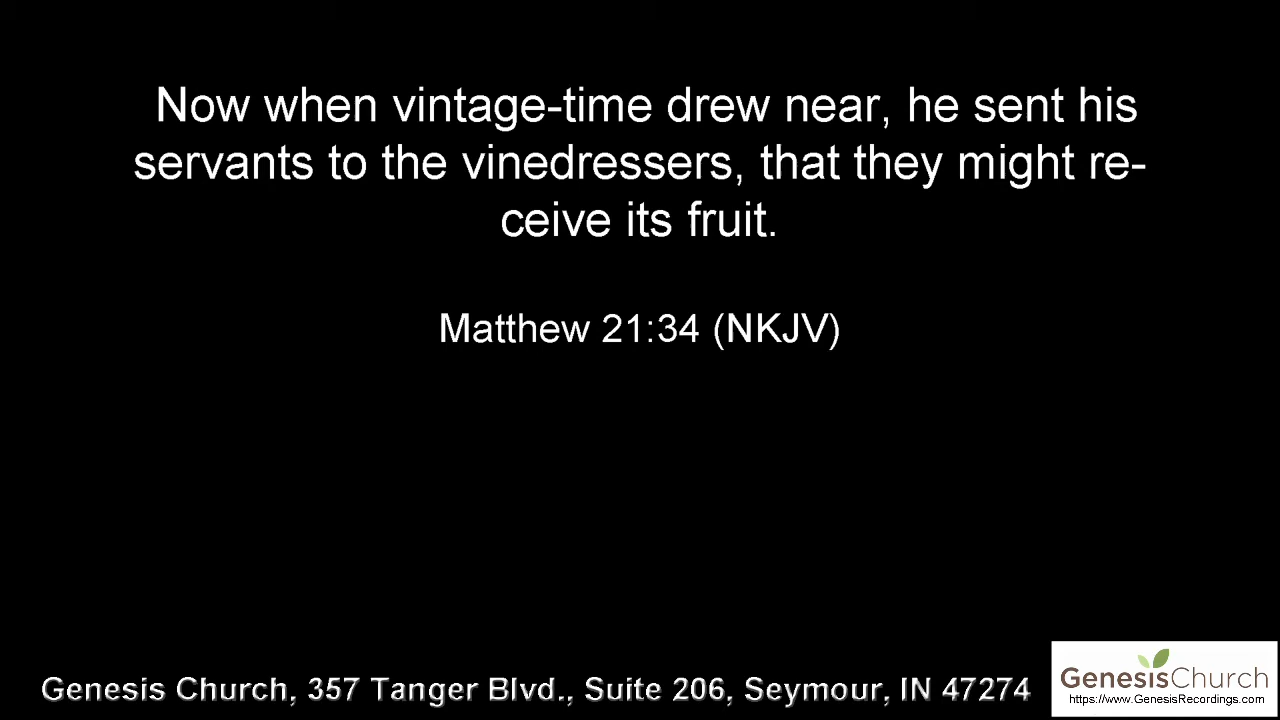 Now when vintage-time drew near, he sent his
servants to the vinedressers, that they might re-
ceive its fruit.
Matthew 21:34 (NKJV)
Genesis Church, 357 Tanger Blvd., Suite 206, Seymour, IN 47274
GenesisChurch
https://www.GenesisRecordings.com